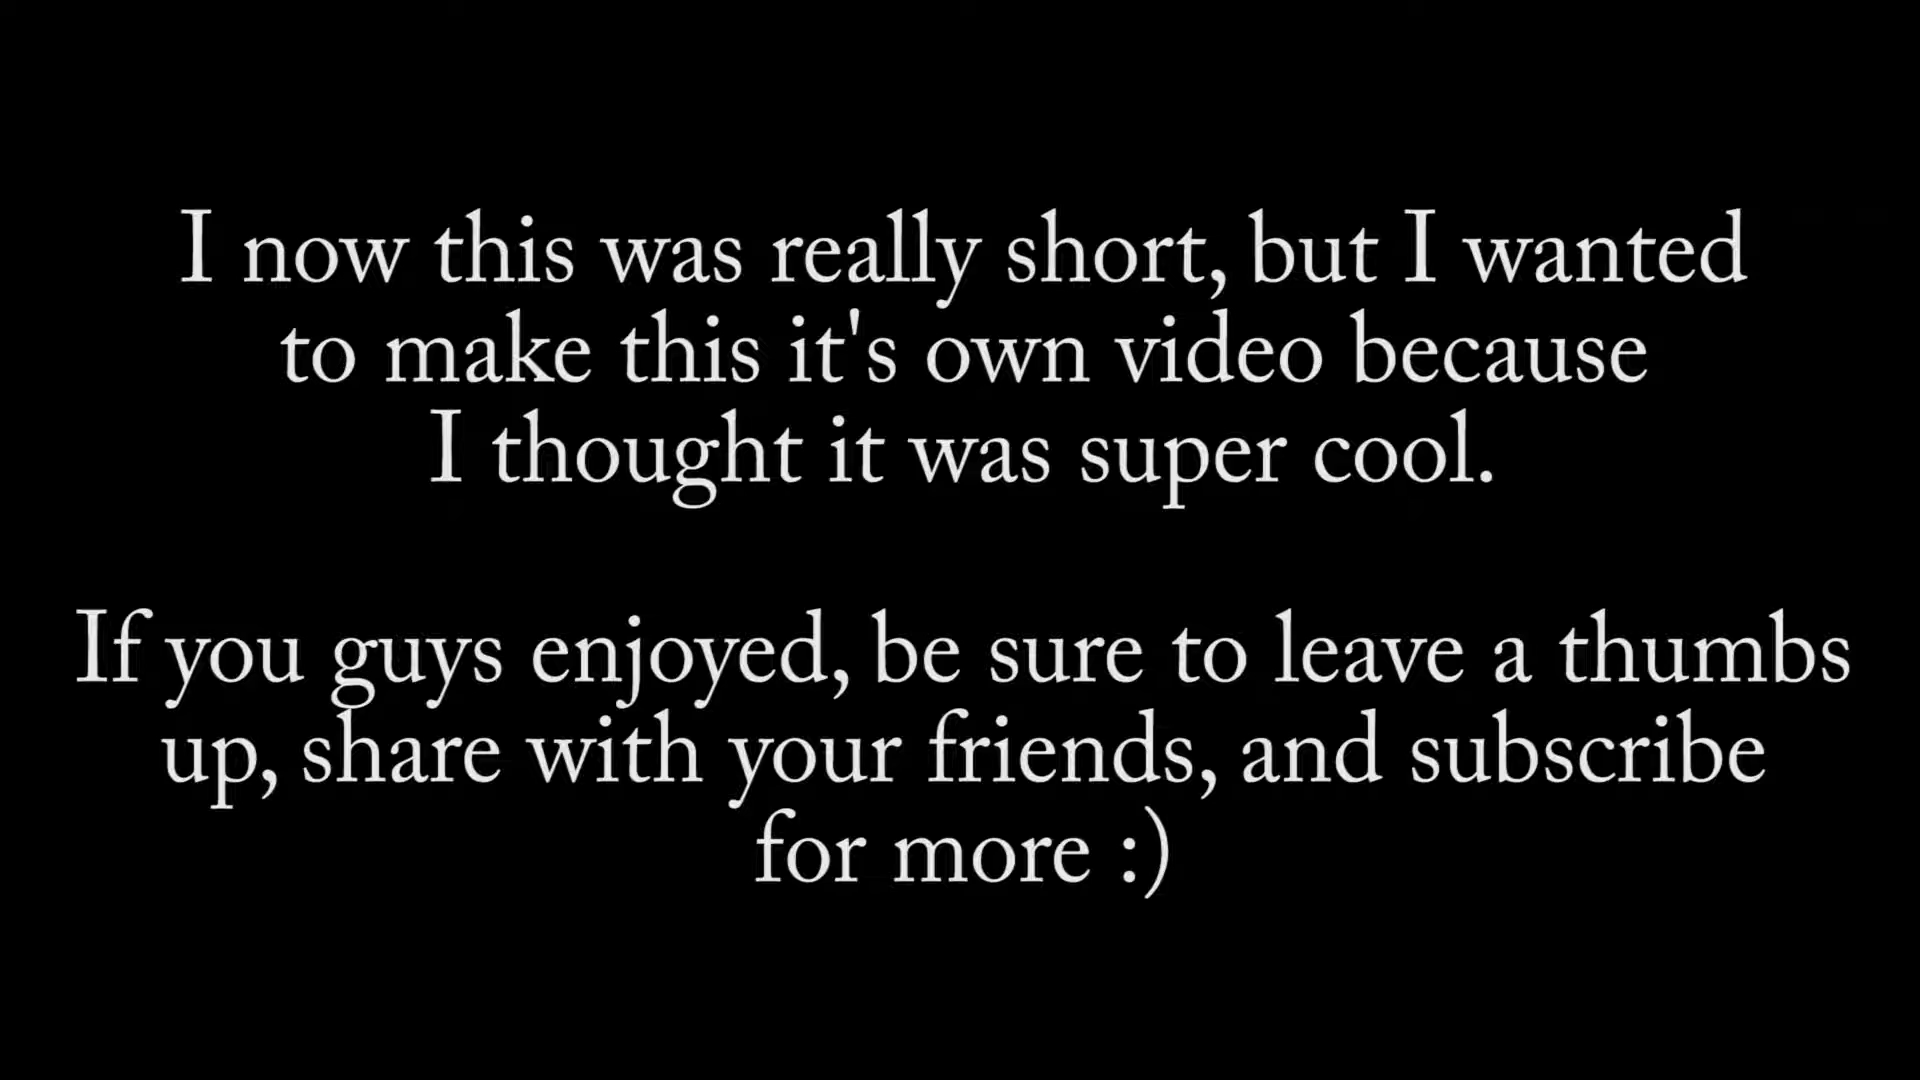 I now this was really short, but I wanted
to make this it's own video because
I thought it was super cool.
If you guys enjoyed, be sure to leave a thumbs
up, share with your friends, and subscribe
for more :)